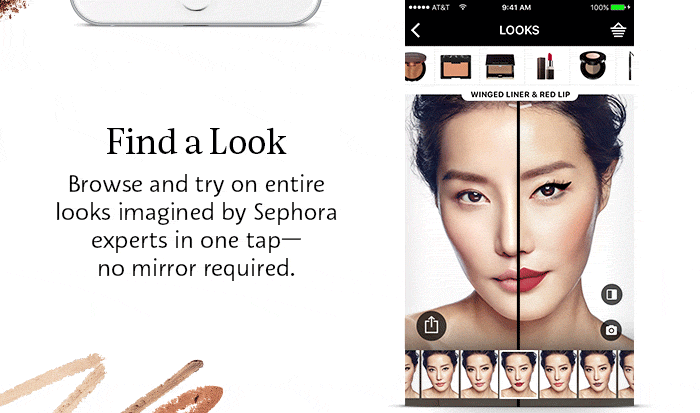 AT&T 9:41 AM 100%
LOOKS
WINGED LINER & RED LIP
Find a Look
Browse and try on entire
looks imagined by Sephora
experts in one tap—
no mirror required.